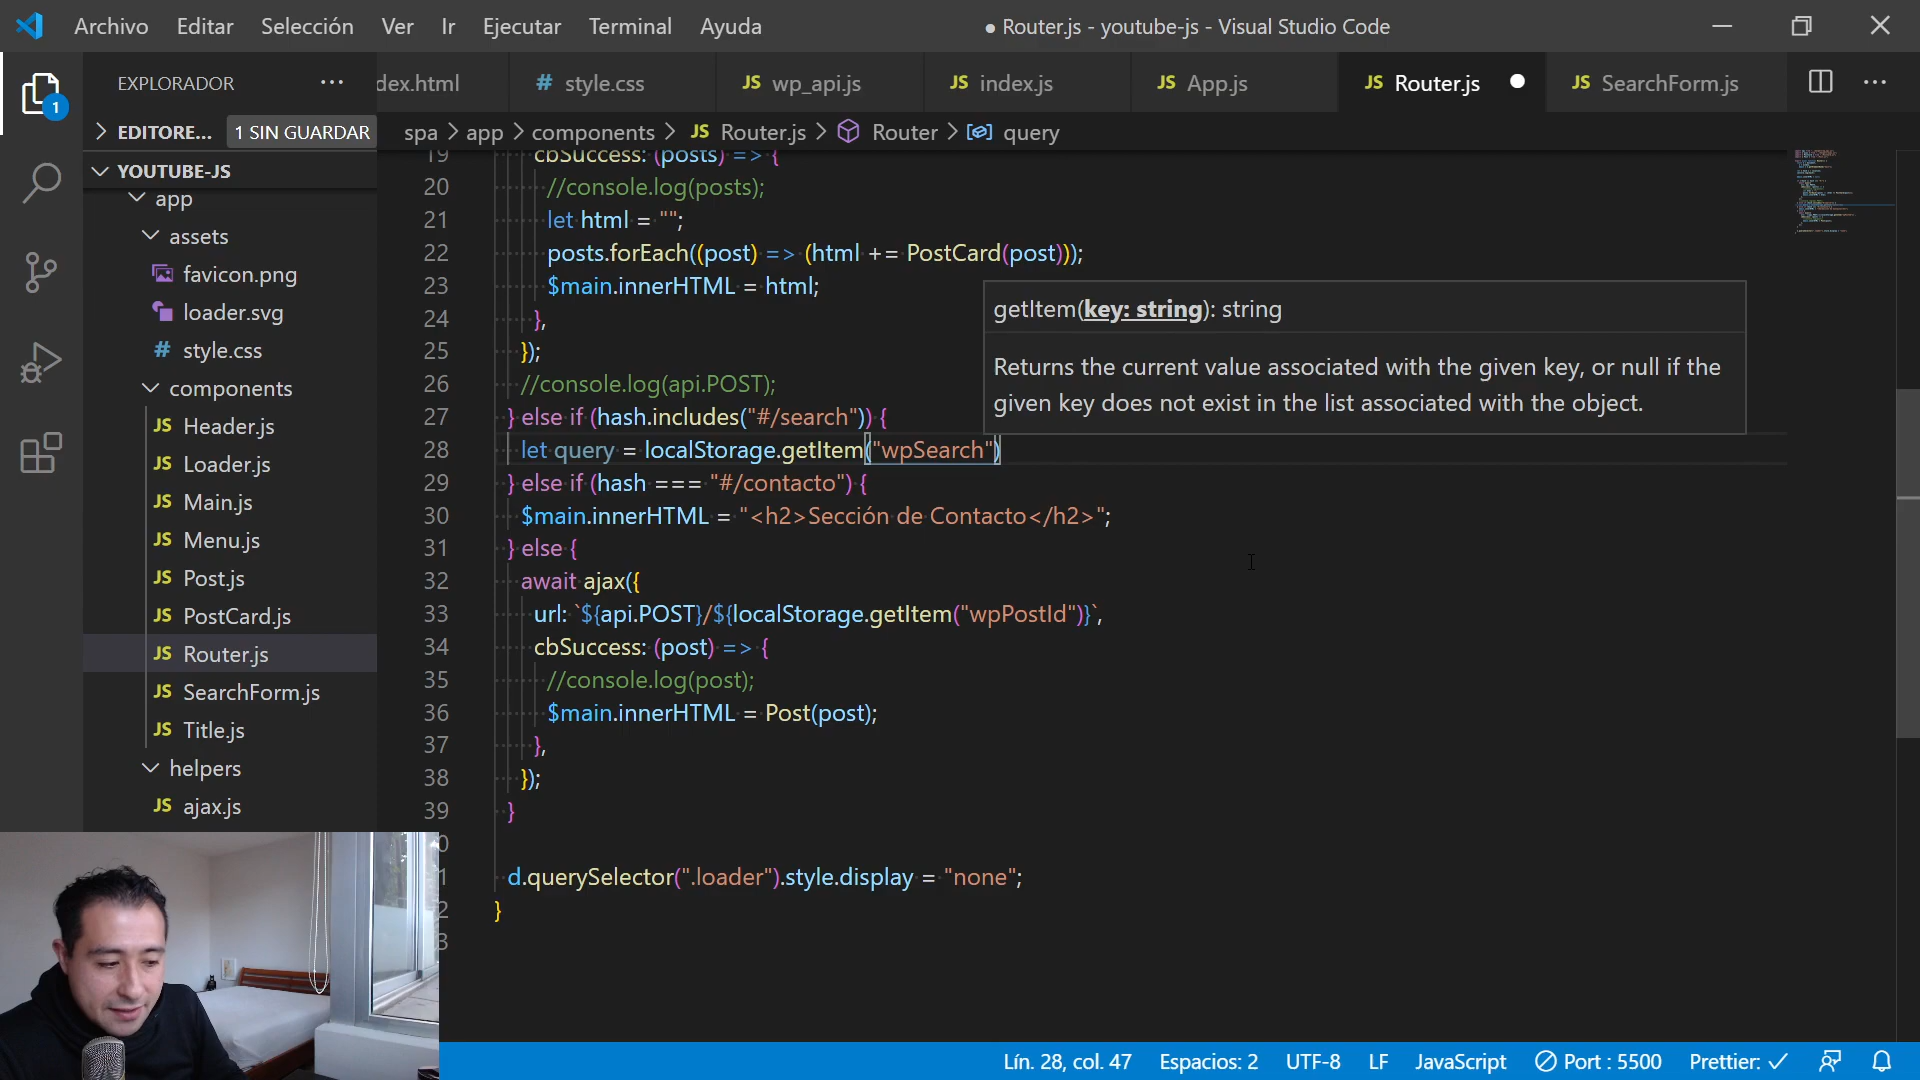 Archivo Editar Selección Ver Ir Ejecutar Terminal Ayuda
● Router.js - youtube-js - Visual Studio Code
EXPLORADOR
dex.html
# style.css
JS wp_api.js
JS index.js
JS App.js
JS Router.js
JS SearchForm.js
1
EDITORE... 1 SIN GUARDAR
spa > app > components > JS Router.js > Router > query
YOUTUBE-JS
app
assets
favicon.png
loader.svg
# style.css
components
JS Header.js
JS Loader.js
JS Main.js
JS Menu.js
JS Post.js
JS PostCard.js
JS Router.js
JS SearchForm.js
JS Title.js
helpers
JS ajax.js
19 cbSuccess: (posts) => {
20 //console.log(posts);
21 let html = "";
22 posts.forEach((post) => (html += PostCard(post)));
23 $main.innerHTML = html;
24 },
25 });
26 //console.log(api.POST);
27 } else if (hash.includes("#/search")) {
28 let query = localStorage.getItem("wpSearch")
29 } else if (hash === "#/contacto") {
30 $main.innerHTML = "<h2>Sección de Contacto</h2>";
31 } else {
32 await ajax({
33 url: `${api.POST}/${localStorage.getItem("wpPostId")}`,
34 cbSuccess: (post) => {
35 //console.log(post);
36 $main.innerHTML = Post(post);
37 },
38 });
39 }
0
1 d.querySelector(".loader").style.display = "none";
2 }
3
getItem(key: string): string
Returns the current value associated with the given key, or null if the
given key does not exist in the list associated with the object.
Lín. 28, col. 47 Espacios: 2 UTF-8 LF JavaScript Port : 5500 Prettier: ✓